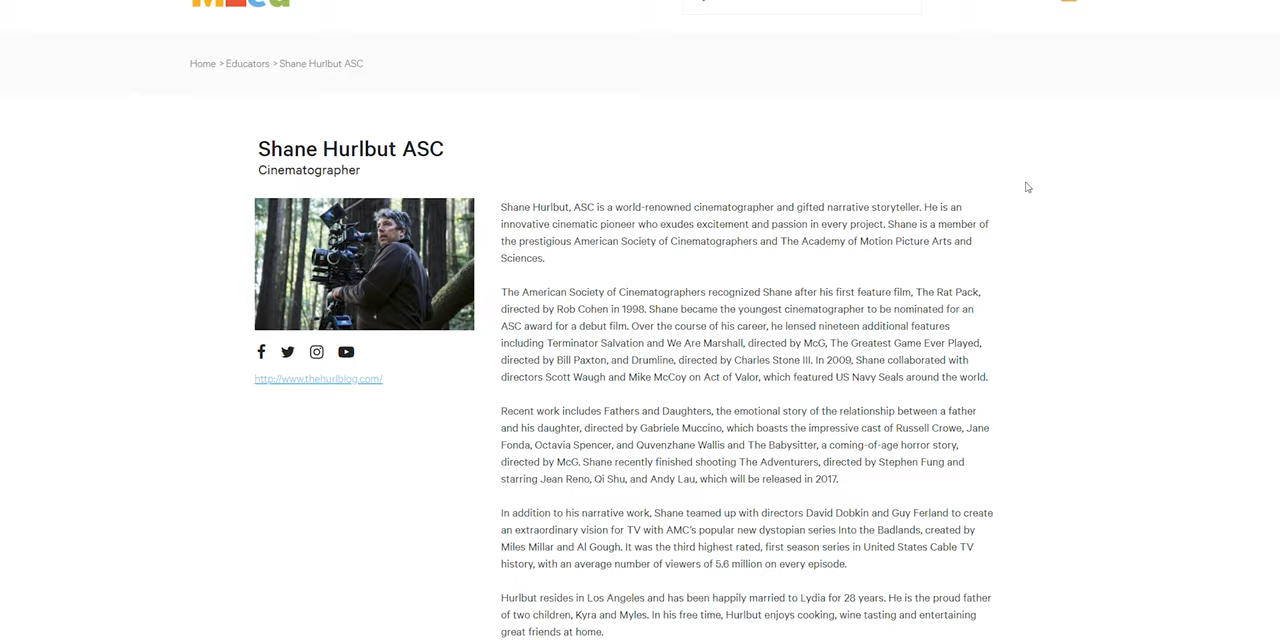 Home > Educators > Shane Hurlbut ASC
Shane Hurlbut ASC
Cinematographer
http://www.thehurlblog.com/
Shane Hurlbut, ASC is a world-renowned cinematographer and gifted narrative storyteller. He is an
innovative cinematic pioneer who exudes excitement and passion in every project. Shane is a member of
the prestigious American Society of Cinematographers and The Academy of Motion Picture Arts and
Sciences.
The American Society of Cinematographers recognized Shane after his first feature film, The Rat Pack,
directed by Rob Cohen in 1998. Shane became the youngest cinematographer to be nominated for an
ASC award for a debut film. Over the course of his career, he lensed nineteen additional features
including Terminator Salvation and We Are Marshall, directed by McG, The Greatest Game Ever Played,
directed by Bill Paxton, and Drumline, directed by Charles Stone III. In 2009, Shane collaborated with
directors Scott Waugh and Mike McCoy on Act of Valor, which featured US Navy Seals around the world.
Recent work includes Fathers and Daughters, the emotional story of the relationship between a father
and his daughter, directed by Gabriele Muccino, which boasts the impressive cast of Russell Crowe, Jane
Fonda, Octavia Spencer, and Quvenzhane Wallis and The Babysitter, a coming-of-age horror story,
directed by McG. Shane recently finished shooting The Adventurers, directed by Stephen Fung and
starring Jean Reno, Qi Shu, and Andy Lau, which will be released in 2017.
In addition to his narrative work, Shane teamed up with directors David Dobkin and Guy Ferland to create
an extraordinary vision for TV with AMC's popular new dystopian series Into the Badlands, created by
Miles Millar and Al Gough. It was the third highest rated, first season series in United States Cable TV
history, with an average number of viewers of 5.6 million on every episode.
Hurlbut resides in Los Angeles and has been happily married to Lydia for 28 years. He is the proud father
of two children, Kyra and Myles. In his free time, Hurlbut enjoys cooking, wine tasting and entertaining
great friends at home.